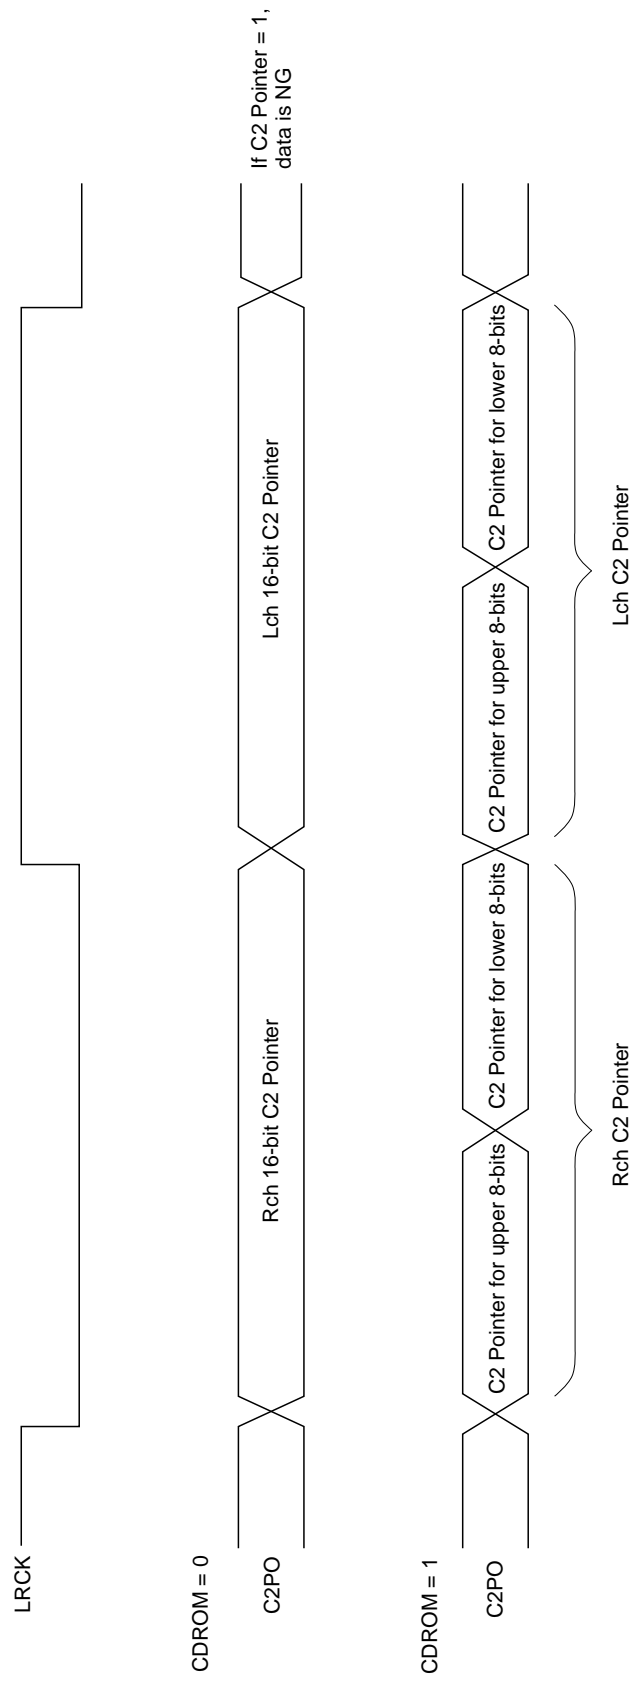 LRCK
CDROM = 0
C2PO
Rch 16-bit C2 Pointer
Lch 16-bit C2 Pointer
If C2 Pointer = 1,
data is NG
CDROM = 1
C2PO
C2 Pointer for upper 8-bits
C2 Pointer for lower 8-bits
C2 Pointer for upper 8-bits
C2 Pointer for lower 8-bits
Rch C2 Pointer
Lch C2 Pointer